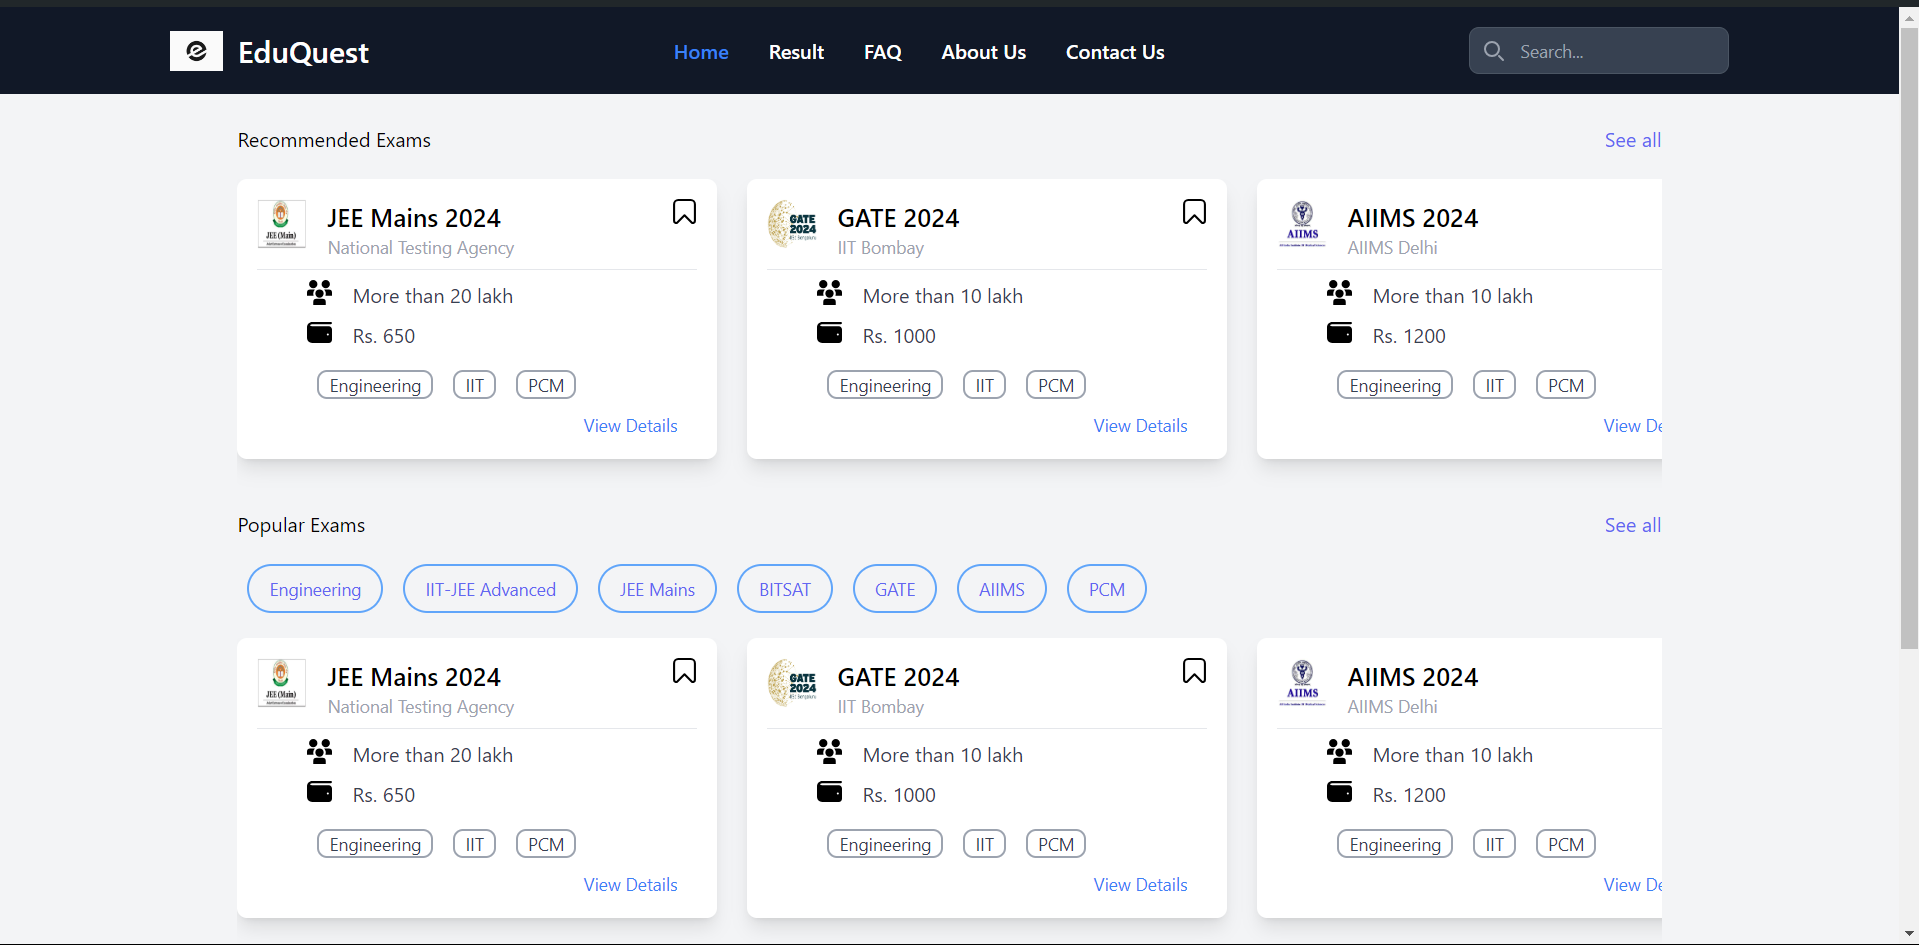 EduQuest Home Result FAQ About Us Contact Us Search...
Recommended Exams See all
JEE Mains 2024
National Testing Agency
More than 20 lakh
Rs. 650
Engineering IIT PCM
View Details
JEE (Main)
GATE 2024
IIT Bombay
More than 10 lakh
Rs. 1000
Engineering IIT PCM
View Details
GATE
2024
AIIMS 2024
AIIMS Delhi
More than 10 lakh
Rs. 1200
Engineering IIT PCM
View De
AIIMS
Popular Exams See all
Engineering IIT-JEE Advanced JEE Mains BITSAT GATE AIIMS PCM
JEE Mains 2024
National Testing Agency
More than 20 lakh
Rs. 650
Engineering IIT PCM
View Details
JEE (Main)
GATE 2024
IIT Bombay
More than 10 lakh
Rs. 1000
Engineering IIT PCM
View Details
GATE
2024
AIIMS 2024
AIIMS Delhi
More than 10 lakh
Rs. 1200
Engineering IIT PCM
View De
AIIMS